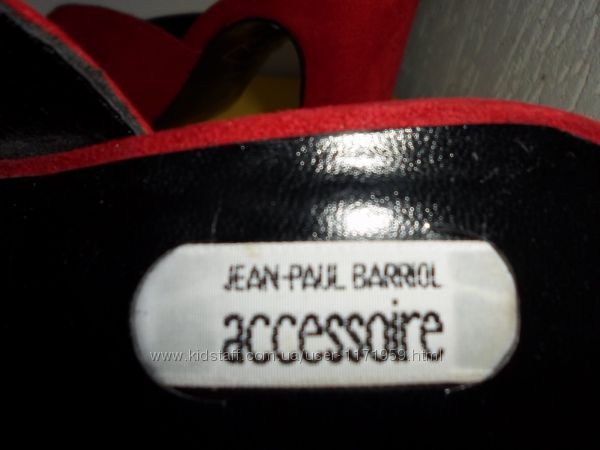 JEAN-PAUL BARRIOL
accessoire
www.kidstaff.com.ua/user-1171959.html